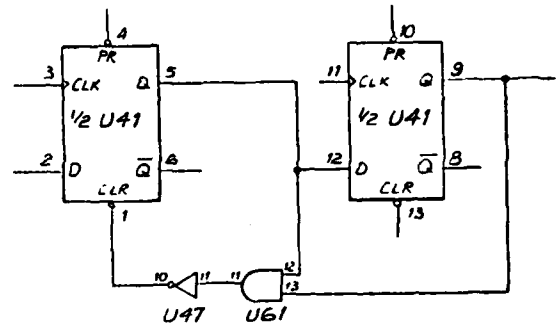 4
PR
3 CLK Q 5
1/2 U41
2 D Q̅ 6
CLR
1
10
PR
11 CLK Q 9
1/2 U41
12 D Q̅ 8
CLR
13
10 11 11 12
13
U47 U61